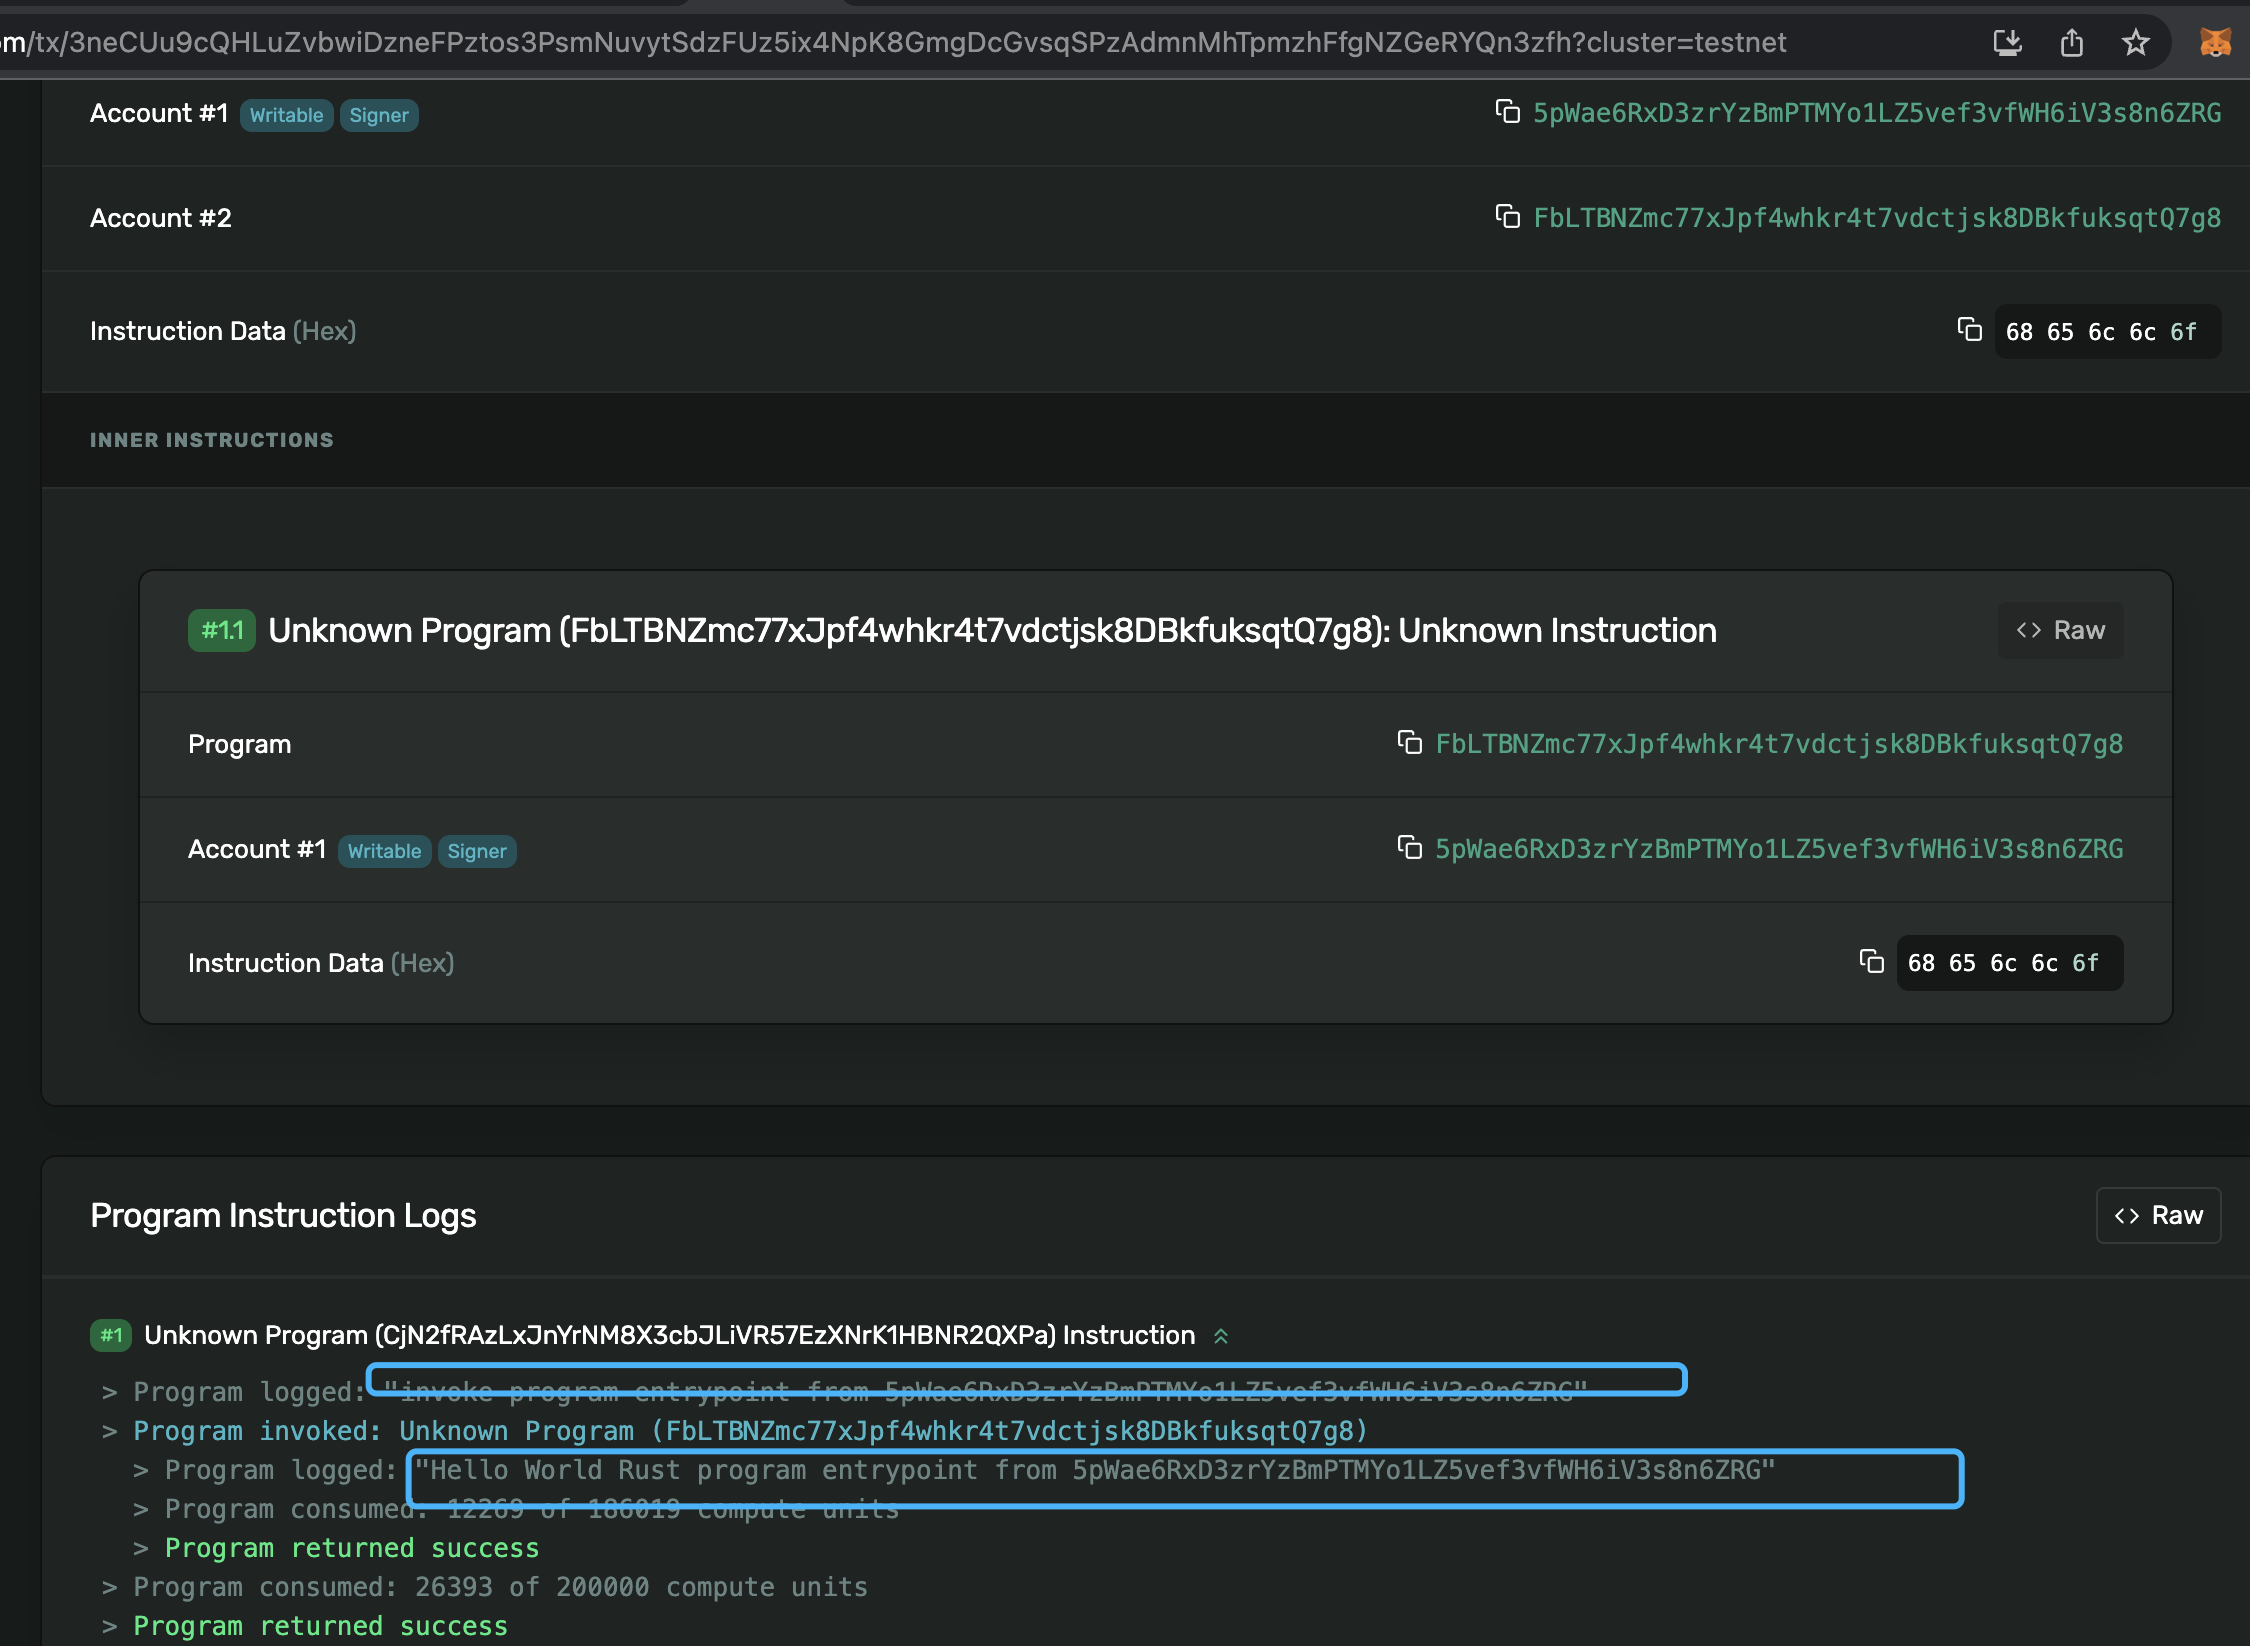 om/tx/3neCUu9cQHLuZvbwiDzneFPztos3PsmNuvytSdzFUz5ix4NpK8GmgDcGvsqSPzAdmnMhTpmzhFfgNZGeRYQn3zfh?cluster=testnet
Account #1 Writable Signer 5pWae6RxD3zrYzBmPTMYo1LZ5vef3vfWH6iV3s8n6ZRG
Account #2 FbLTBNZmc77xJpf4whkr4t7vdctjsk8DBkfuksqtQ7g8
Instruction Data (Hex) 68 65 6c 6c 6f
INNER INSTRUCTIONS
#1.1 Unknown Program (FbLTBNZmc77xJpf4whkr4t7vdctjsk8DBkfuksqtQ7g8): Unknown Instruction <> Raw
Program FbLTBNZmc77xJpf4whkr4t7vdctjsk8DBkfuksqtQ7g8
Account #1 Writable Signer 5pWae6RxD3zrYzBmPTMYo1LZ5vef3vfWH6iV3s8n6ZRG
Instruction Data (Hex) 68 65 6c 6c 6f
Program Instruction Logs <> Raw
#1 Unknown Program (CjN2fRAzLxJnYrNM8X3cbJLiVR57EzXNrK1HBNR2QXPa) Instruction
> Program logged: "invoke program entrypoint from 5pWae6RxD3zrYzBmPTMYo1LZ5vef3vfWH6iV3s8n6ZRG"
> Program invoked: Unknown Program (FbLTBNZmc77xJpf4whkr4t7vdctjsk8DBkfuksqtQ7g8)
> Program logged: "Hello World Rust program entrypoint from 5pWae6RxD3zrYzBmPTMYo1LZ5vef3vfWH6iV3s8n6ZRG"
> Program consumed: 12269 of 186019 compute units
> Program returned success
> Program consumed: 26393 of 200000 compute units
> Program returned success